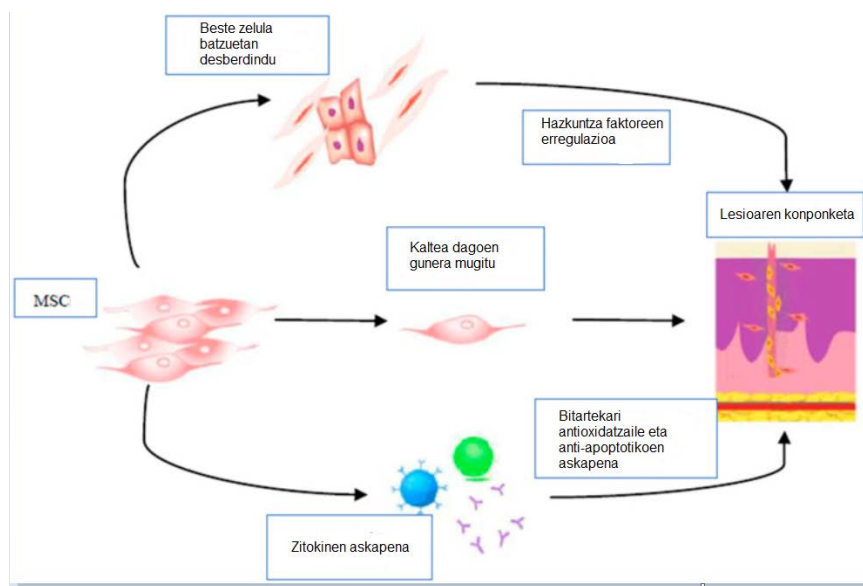 Beste zelula
batzuetan
desberdindu
Hazkuntza faktoreen
erregulazioa
Lesioaren konponketa
Kaltea dagoen
gunera mugitu
MSC
Bitartekari
antioxidatzaile eta
anti-apoptotikoen
askapena
Zitokinen askapena